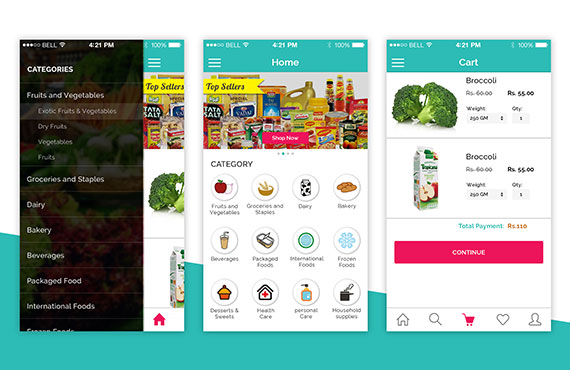 ●●●○○ BELL 4:21 PM
CATEGORIES
Fruits and Vegetables
Exotic Fruits & Vegetables
Dry Fruits
Vegetables
Fruits
Groceries and Staples
Dairy
Bakery
Beverages
Packaged Food
International Foods
Frozen Foods
100%
●●●○○ BELL 4:21 PM 100%
Home
Top Sellers
Top Sellers
TATA
SALT
Shop Now
CATEGORY
Fruits and
Vegetables
Groceries and
Staples
Dairy
Bakery
Beverages
Packaged
Foods
International
Foods
Frozen
Foods
Desserts &
Sweets
Health
Care
personal
Care
Household
supplies
●●●○○ BELL 4:21 PM 100%
Cart
Broccoli
Rs. 60.00 Rs. 55.00
Weight: Qty:
250 GM 1
Broccoli
Rs. 60.00 Rs. 55.00
Weight: Qty:
250 GM 1
Tropicana
Total Payment: Rs.110
CONTINUE